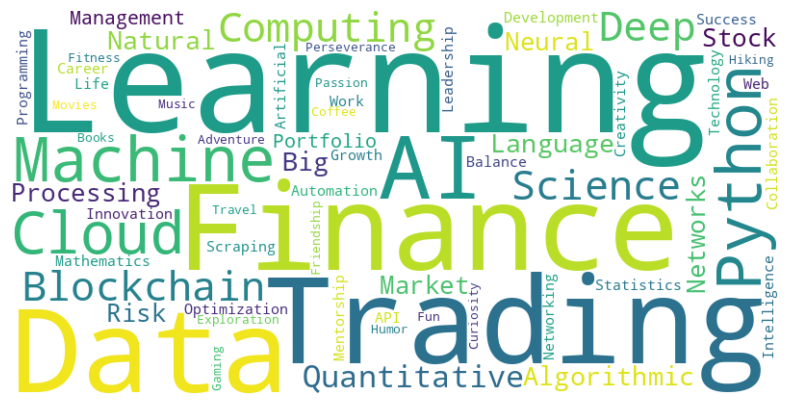 Management
Natural
Computing
Perseverance
Leadership
Development
Neural
Deep
Success
Stock
Hiking
Web
Programming
Fitness
Career
Life
Movies
Learning
Music
Artificial
Passion
Work
Coffee
Creativity
Technology
Collaboration
Books
Adventure
Portfolio
Growth
Language
Machine
Big
AI
Balance
Science
Python
Processing
Innovation
Automation
Finance
Networks
Travel
Friendship
Scraping
Cloud
Mathematics
Blockchain
Risk
Optimization
Exploration
Trading
Market
Statistics
Intelligence
Mentorship
API
Humor
Fun
Curiosity
Networking
Data
Gaming
Quantitative
Algorithmic